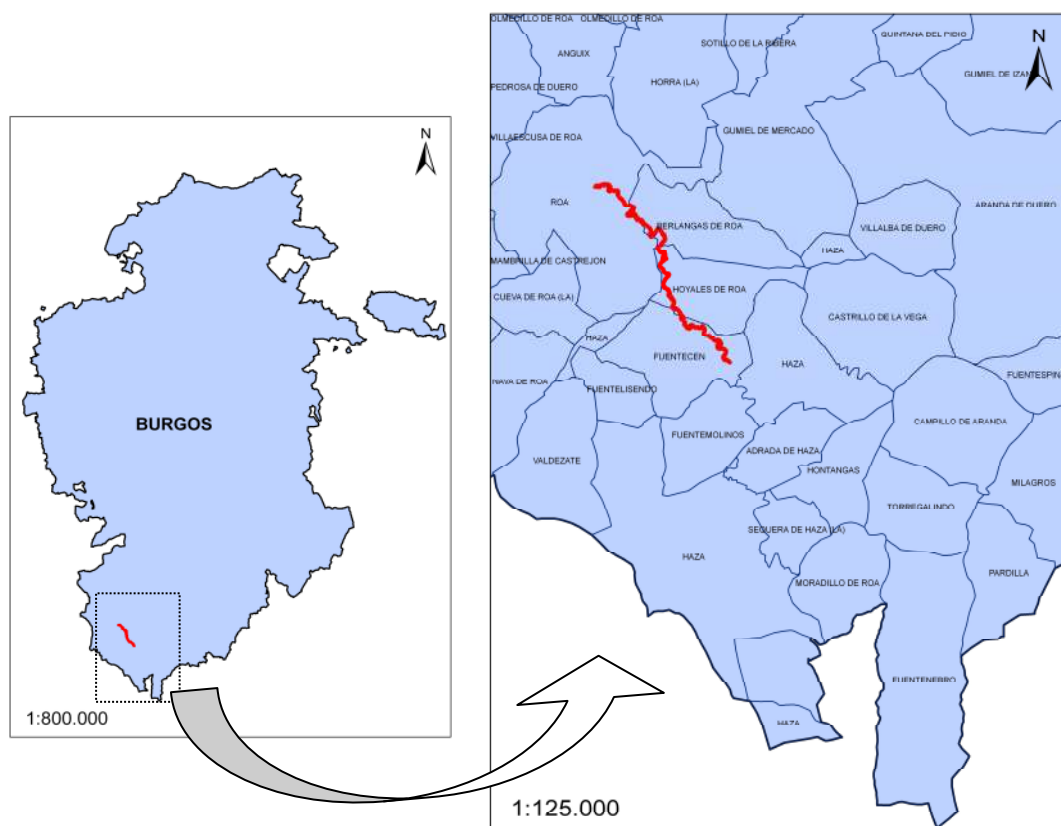 N
BURGOS
1:800.000
OLMEDILLO DE ROA
OLMEDILLO DE ROA
ANGUIX
SOTILLO DE LA RIBERA
QUINTANA DEL PIDIO
N
GUMIEL DE IZAN
PEDROSA DE DUERO
HORRA (LA)
VILLAESCUSA DE ROA
GUMIEL DE MERCADO
ROA
ARANDA DE DUERO
BERLANGAS DE ROA
VILLALBA DE DUERO
HAZA
MAMBRILLA DE CASTREJON
CUEVA DE ROA (LA)
HOYALES DE ROA
CASTRILLO DE LA VEGA
HAZA
FUENTECEN
HAZA
FUENTESPINA
NAVA DE ROA
FUENTELISENDO
CAMPILLO DE ARANDA
FUENTEMOLINOS
ADRADA DE HAZA
VALDEZATE
HONTANGAS
MILAGROS
TORREGALINDO
SEQUERA DE HAZA (LA)
HAZA
MORADILLO DE ROA
PARDILLA
FUENTENEBRO
HAZA
1:125.000